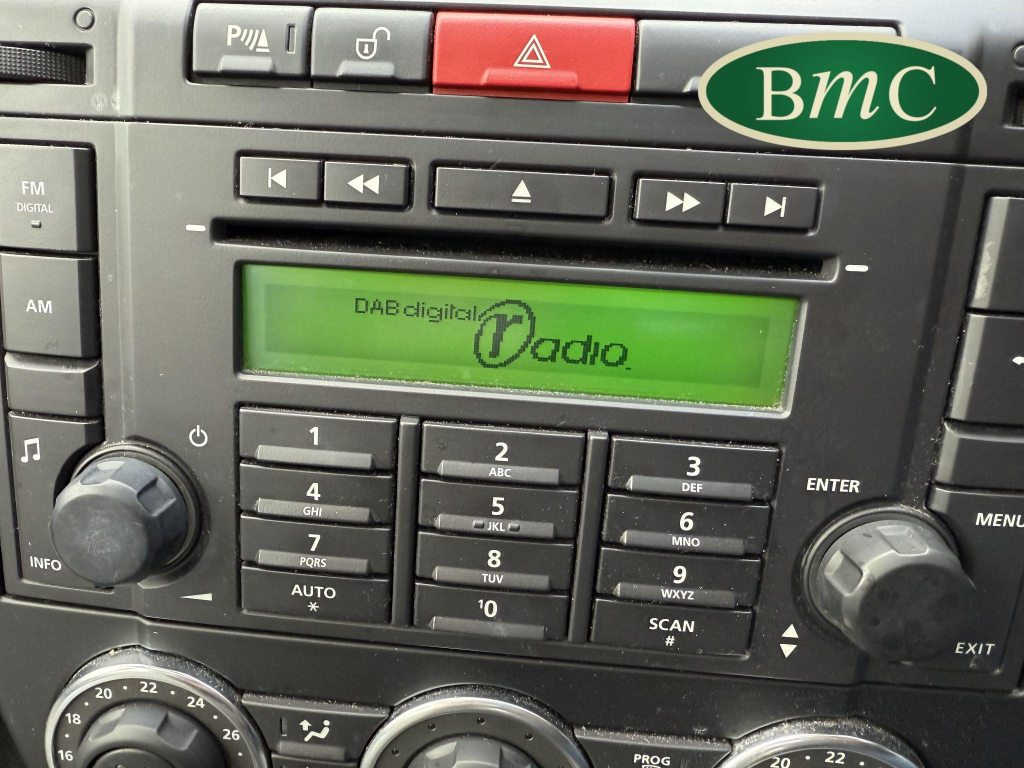 P
BmC
FM
DIGITAL
AM
DAB digital
radio
1
2
ABC
3
DEF
4
GHI
5
JKL
6
MNO
7
PQRS
8
TUV
9
WXYZ
AUTO
*
10
SCAN
#
INFO
ENTER
MENU
EXIT
16
18
20
22
24
26
PROG
20
22